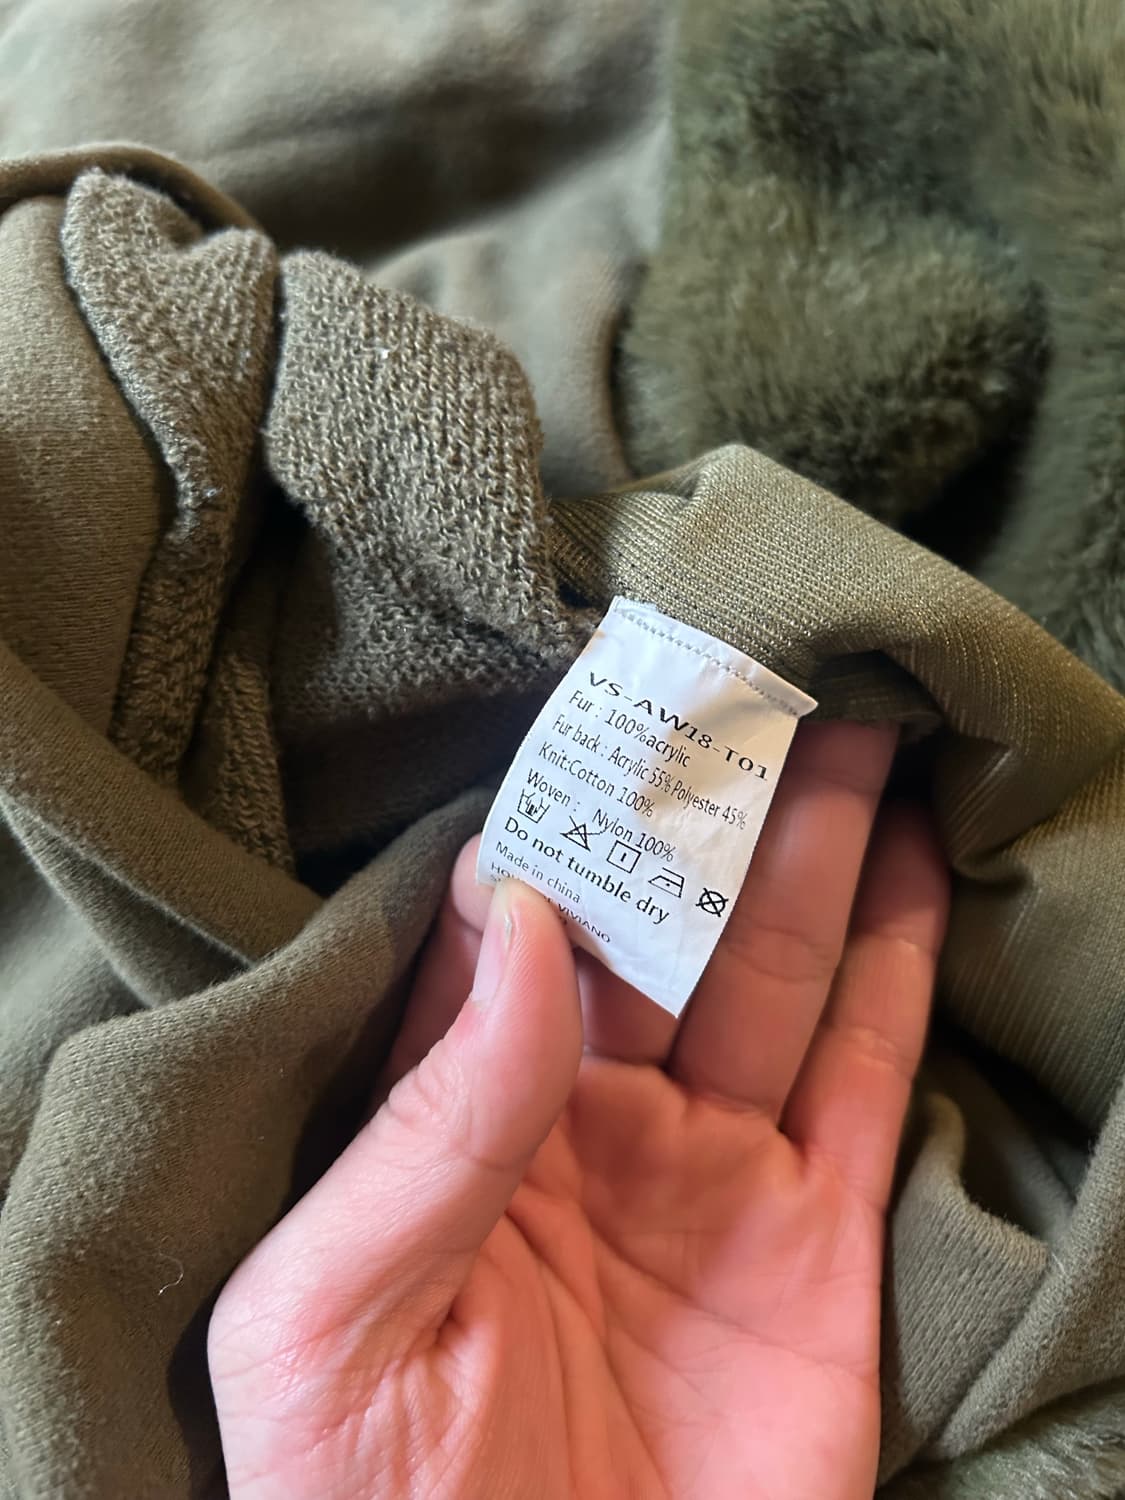 VS-AW18-T01
Fur : 100%acrylic
Fur back : Acrylic 55% Polyester 45%
Knit:Cotton 100%
Woven : Nylon 100%
Do not tumble dry
Made in china
VIVIANO